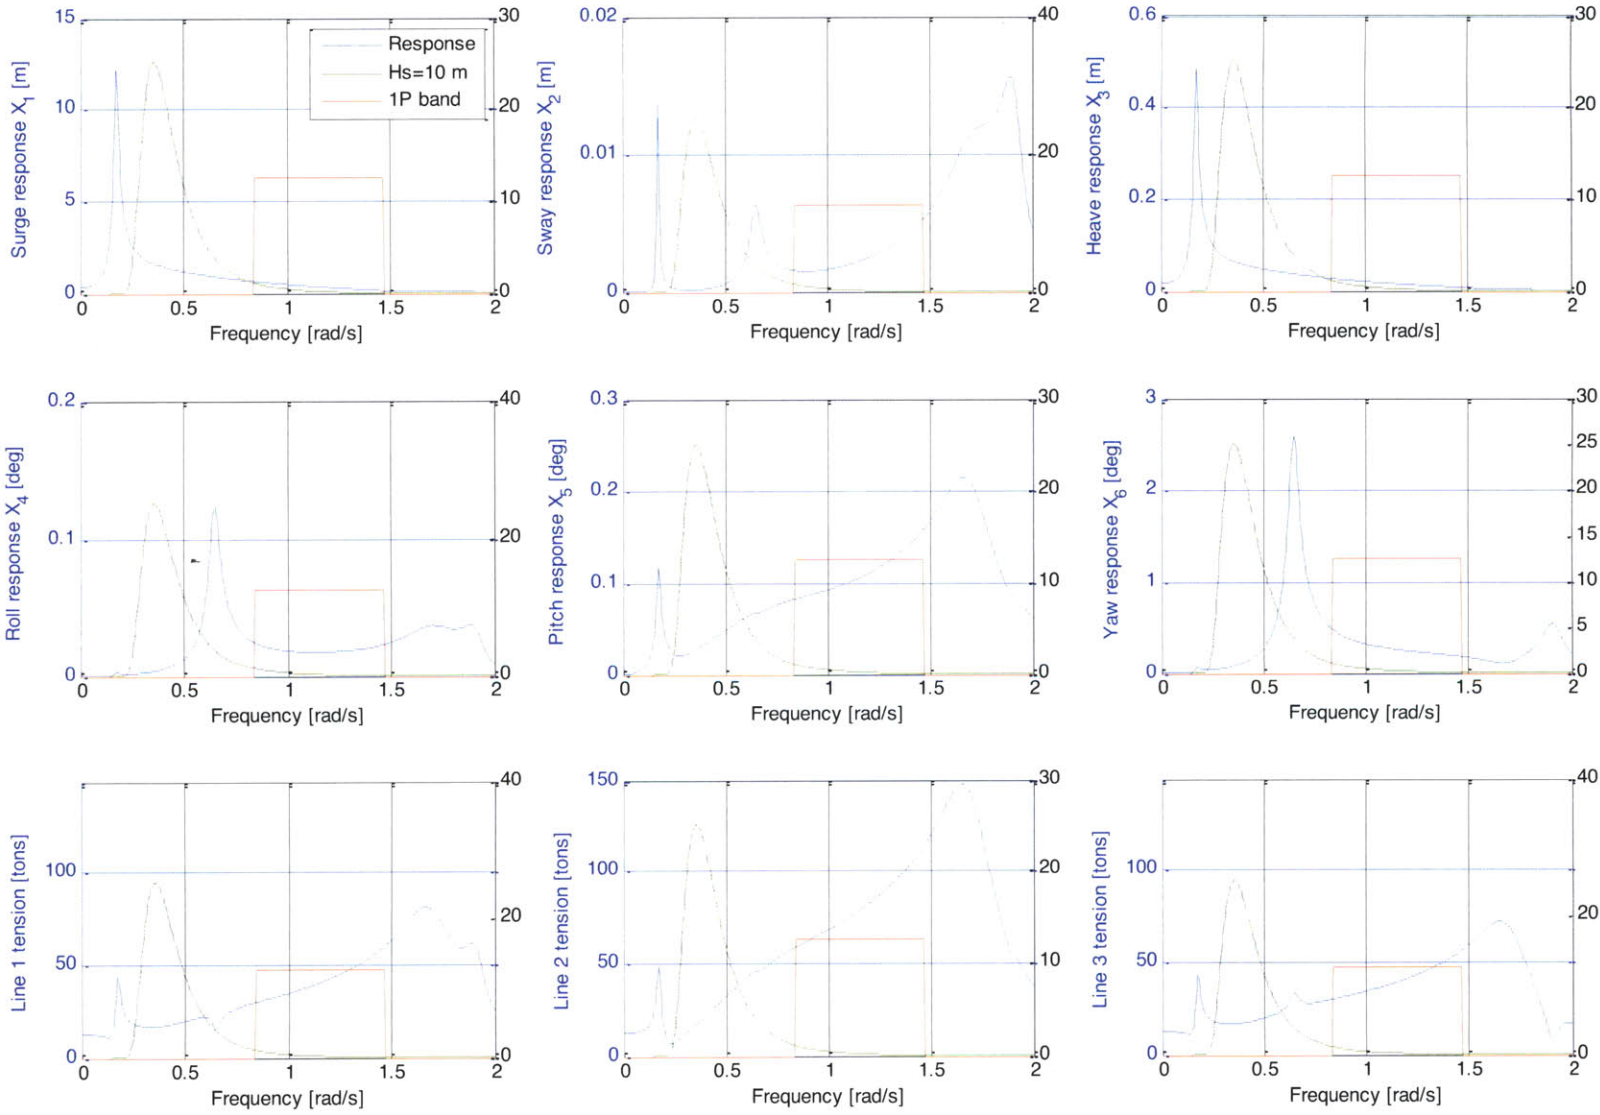 15
10
5
0
Surge response X1 [m]
30
20
10
0
Response
Hs=10 m
1P band
0 0.5 1 1.5 2
Frequency [rad/s]
0.02
0.01
0
Sway response X2 [m]
40
20
0
0 0.5 1 1.5 2
Frequency [rad/s]
0.6
0.4
0.2
0
Heave response X3 [m]
30
20
10
0
0 0.5 1 1.5 2
Frequency [rad/s]
0.2
0.1
0
Roll response X4 [deg]
40
20
0
0 0.5 1 1.5 2
Frequency [rad/s]
0.3
0.2
0.1
0
Pitch response X5 [deg]
30
20
10
0
0 0.5 1 1.5 2
Frequency [rad/s]
3
2
1
0
Yaw response X6 [deg]
30
25
20
15
10
5
0
0 0.5 1 1.5 2
Frequency [rad/s]
100
50
0
Line 1 tension [tons]
40
20
0
0 0.5 1 1.5 2
Frequency [rad/s]
150
100
50
0
Line 2 tension [tons]
30
20
10
0
0 0.5 1 1.5 2
Frequency [rad/s]
100
50
0
Line 3 tension [tons]
40
20
0
0 0.5 1 1.5 2
Frequency [rad/s]